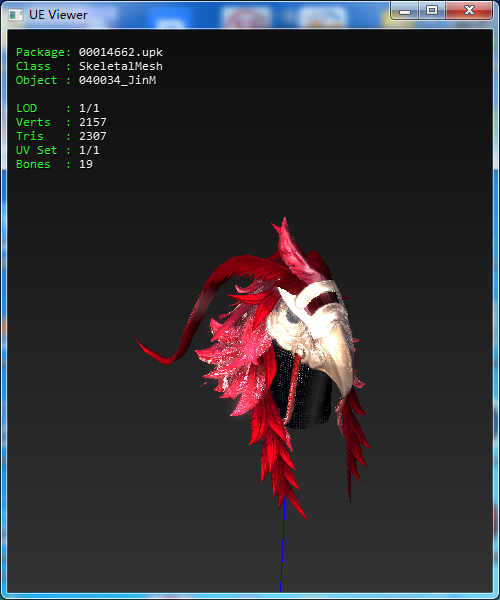 UE Viewer
Package: 00014662.upk
Class : SkeletalMesh
Object : 040034_JinM
LOD : 1/1
Verts : 2157
Tris : 2307
UV Set : 1/1
Bones : 19